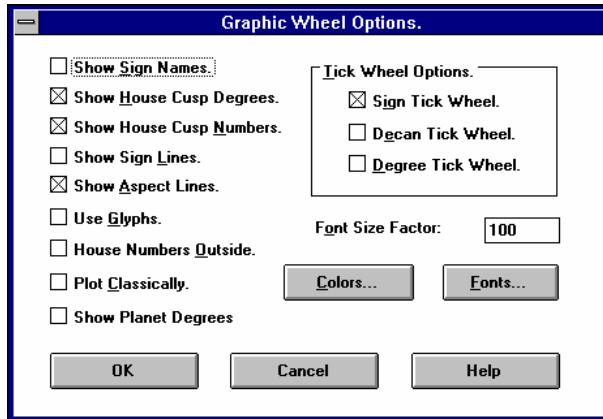 Graphic Wheel Options.
Show Sign Names.
Show House Cusp Degrees.
Show House Cusp Numbers.
Show Sign Lines.
Show Aspect Lines.
Use Glyphs.
House Numbers Outside.
Plot Classically.
Show Planet Degrees
Tick Wheel Options.
Sign Tick Wheel.
Decan Tick Wheel.
Degree Tick Wheel.
Font Size Factor: 100
Colors... Fonts...
OK Cancel Help